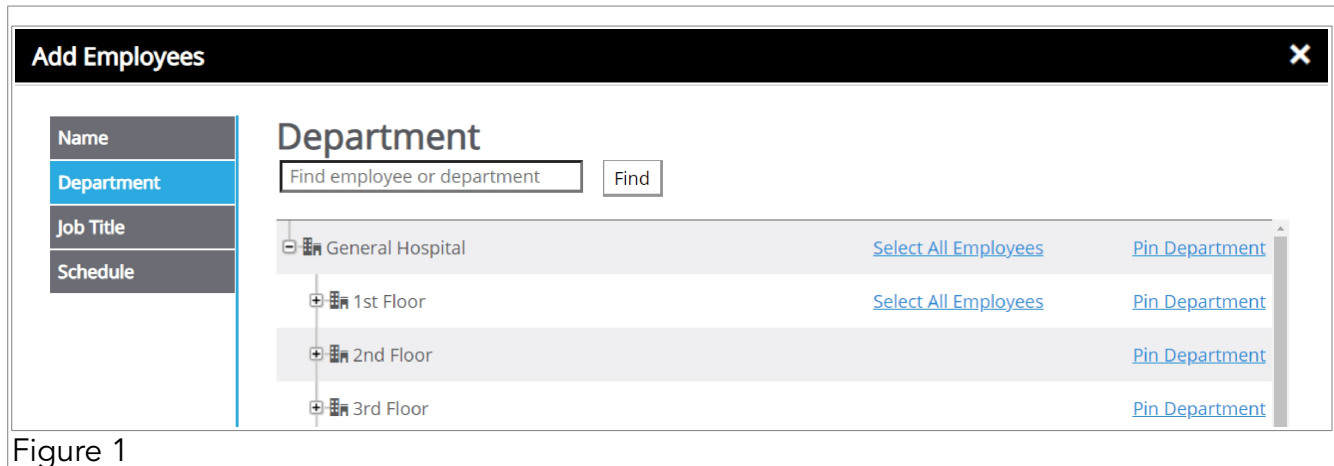 Add Employees
Name
Department
Job Title
Schedule
Department
Find employee or department Find
General Hospital Select All Employees Pin Department
1st Floor Select All Employees Pin Department
2nd Floor Pin Department
3rd Floor Pin Department
Figure 1